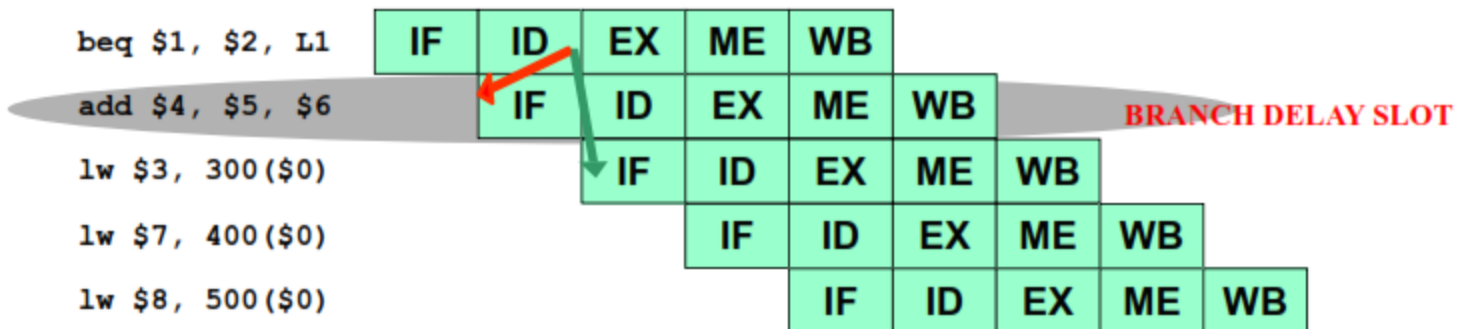 beq $1, $2, L1 IF ID EX ME WB
add $4, $5, $6 IF ID EX ME WB BRANCH DELAY SLOT
lw $3, 300($0) IF ID EX ME WB
lw $7, 400($0) IF ID EX ME WB
lw $8, 500($0) IF ID EX ME WB